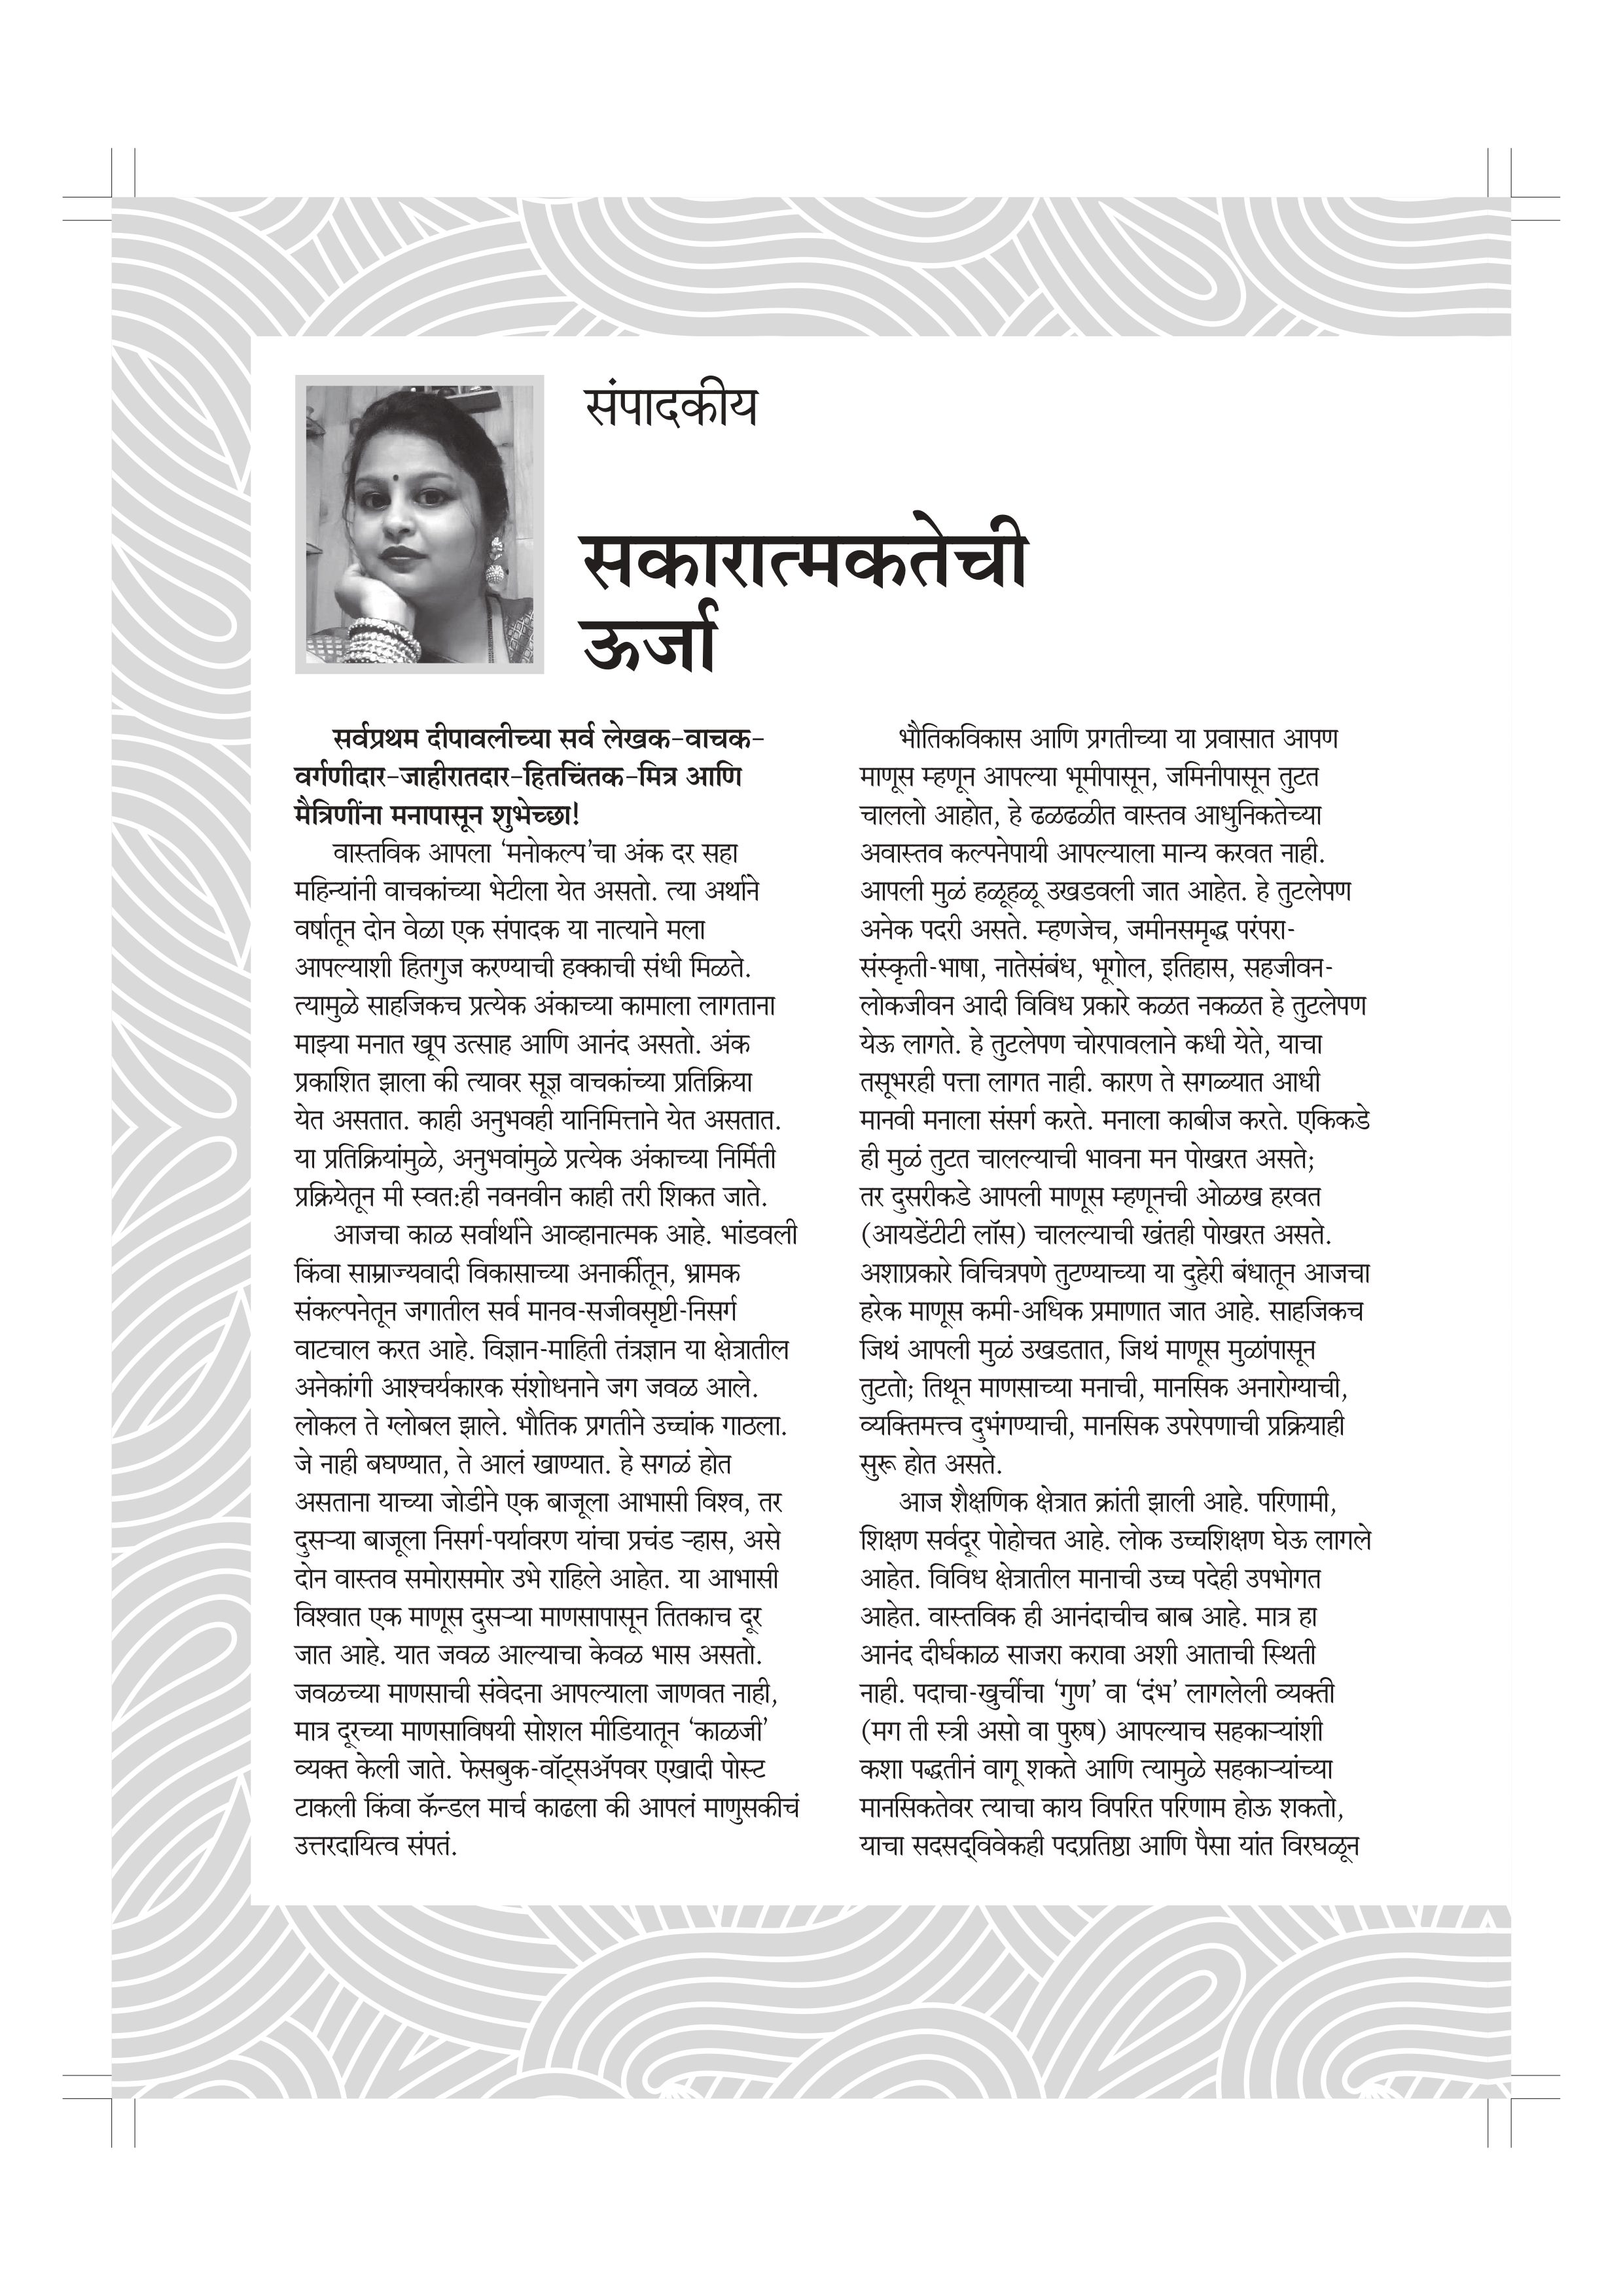 संपादकीय
सकारात्मकतेची
ऊर्जा
सर्वप्रथम दीपावलीच्या सर्व लेखक-वाचक-
वर्गणीदार-जाहीरातदार-हितचिंतक-मित्र आणि
मैत्रिणींना मनापासून शुभेच्छा!
वास्तविक आपला ‘मनोकल्प’चा अंक दर सहा
महिन्यांनी वाचकांच्या भेटीला येत असतो. त्या अर्थाने
वर्षातून दोन वेळा एक संपादक या नात्याने मला
आपल्याशी हितगुज करण्याची हक्काची संधी मिळते.
त्यामुळे साहजिकच प्रत्येक अंकाच्या कामाला लागताना
माझ्या मनात खूप उत्साह आणि आनंद असतो. अंक
प्रकाशित झाला की त्यावर सूज्ञ वाचकांच्या प्रतिक्रिया
येत असतात. काही अनुभवही यानिमित्ताने येत असतात.
या प्रतिक्रियांमुळे, अनुभवांमुळे प्रत्येक अंकाच्या निर्मिती
प्रक्रियेतून मी स्वत:ही नवनवीन काही तरी शिकत जाते.
आजचा काळ सर्वार्थाने आव्हानात्मक आहे. भांडवली
किंवा साम्राज्यवादी विकासाच्या अनार्कीतून, भ्रामक
संकल्पनेतून जगातील सर्व मानव-सजीवसृष्टी-निसर्ग
वाटचाल करत आहे. विज्ञान-माहिती तंत्रज्ञान या क्षेत्रातील
अनेकांगी आश्चर्यकारक संशोधनाने जग जवळ आले.
लोकल ते ग्लोबल झाले. भौतिक प्रगतीने उच्चांक गाठला.
जे नाही बघण्यात, ते आलं खाण्यात. हे सगळं होत
असताना याच्या जोडीने एक बाजूला आभासी विश्व, तर
दुसऱ्या बाजूला निसर्ग-पर्यावरण यांचा प्रचंड ऱ्हास, असे
दोन वास्तव समोरासमोर उभे राहिले आहेत. या आभासी
विश्वात एक माणूस दुसऱ्या माणसापासून तितकाच दूर
जात आहे. यात जवळ आल्याचा केवळ भास असतो.
जवळच्या माणसाची संवेदना आपल्याला जाणवत नाही,
मात्र दूरच्या माणसाविषयी सोशल मीडियातून ‘काळजी’
व्यक्त केली जाते. फेसबुक-वॉट्सॲपवर एखादी पोस्ट
टाकली किंवा कॅन्डल मार्च काढला की आपलं माणुसकीचं
उत्तरदायित्व संपतं.
भौतिकविकास आणि प्रगतीच्या या प्रवासात आपण
माणूस म्हणून आपल्या भूमीपासून, जमिनीपासून तुटत
चाललो आहोत, हे ढळढळीत वास्तव आधुनिकतेच्या
अवास्तव कल्पनेपायी आपल्याला मान्य करवत नाही.
आपली मुळं हळूहळू उखडवली जात आहेत. हे तुटलेपण
अनेक पदरी असते. म्हणजेच, जमीनसमृद्ध परंपरा-
संस्कृती-भाषा, नातेसंबंध, भूगोल, इतिहास, सहजीवन-
लोकजीवन आदी विविध प्रकारे कळत नकळत हे तुटलेपण
येऊ लागते. हे तुटलेपण चोरपावलाने कधी येते, याचा
तसूभरही पत्ता लागत नाही. कारण ते सगळ्यात आधी
मानवी मनाला संसर्ग करते. मनाला काबीज करते. एकिकडे
ही मुळं तुटत चालल्याची भावना मन पोखरत असते;
तर दुसरीकडे आपली माणूस म्हणूनची ओळख हरवत
(आयडेंटीटी लॉस) चालल्याची खंतही पोखरत असते.
अशाप्रकारे विचित्रपणे तुटण्याच्या या दुहेरी बंधातून आजचा
हरेक माणूस कमी-अधिक प्रमाणात जात आहे. साहजिकच
जिथं आपली मुळं उखडतात, जिथं माणूस मुळांपासून
तुटतो; तिथून माणसाच्या मनाची, मानसिक अनारोग्याची,
व्यक्तिमत्त्व दुभंगण्याची, मानसिक उपरेपणाची प्रक्रियाही
सुरू होत असते.
आज शैक्षणिक क्षेत्रात क्रांती झाली आहे. परिणामी,
शिक्षण सर्वदूर पोहोचत आहे. लोक उच्चशिक्षण घेऊ लागले
आहेत. विविध क्षेत्रातील मानाची उच्च पदेही उपभोगत
आहेत. वास्तविक ही आनंदाचीच बाब आहे. मात्र हा
आनंद दीर्घकाळ साजरा करावा अशी आताची स्थिती
नाही. पदाचा-खुर्चीचा ‘गुण’ वा ‘दंभ’ लागलेली व्यक्ती
(मग ती स्त्री असो वा पुरुष) आपल्याच सहकाऱ्यांशी
कशा पद्धतीनं वागू शकते आणि त्यामुळे सहकाऱ्यांच्या
मानसिकतेवर त्याचा काय विपरित परिणाम होऊ शकतो,
याचा सदसद्‌विवेकही पदप्रतिष्ठा आणि पैसा यांत विरघळून